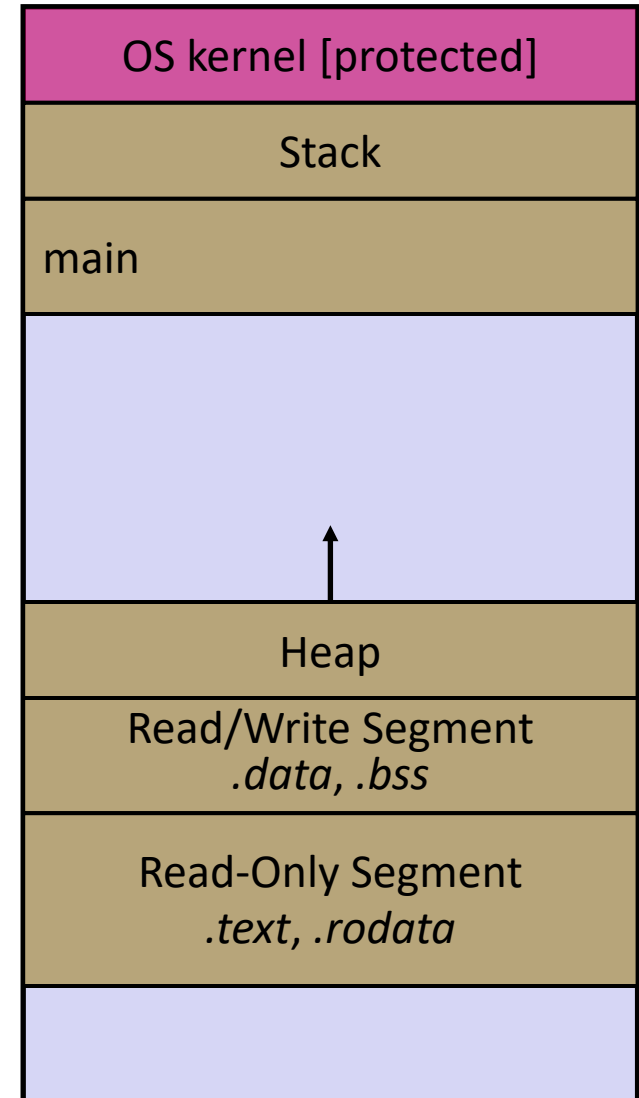 OS kernel [protected]
Stack
main
Heap
Read/Write Segment
.data, .bss
Read-Only Segment
.text, .rodata